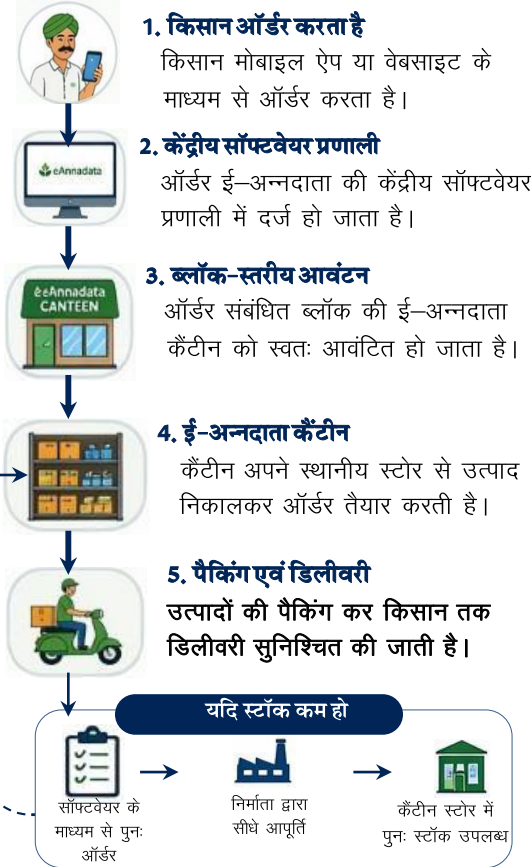 1. किसान ऑर्डर करता है
किसान मोबाइल ऐप या वेबसाइट के
माध्यम से ऑर्डर करता है।
2. केंद्रीय सॉफ्टवेयर प्रणाली
eAnnadata
ऑर्डर ई–अन्नदाता की केंद्रीय सॉफ्टवेयर
प्रणाली में दर्ज हो जाता है।
3. ब्लॉक-स्तरीय आवंटन
eAnnadata
CANTEEN
ऑर्डर संबंधित ब्लॉक की ई–अन्नदाता
कैंटीन को स्वतः आवंटित हो जाता है।
4. ई-अन्नदाता कैंटीन
कैंटीन अपने स्थानीय स्टोर से उत्पाद
निकालकर ऑर्डर तैयार करती है।
5. पैकिंग एवं डिलीवरी
उत्पादों की पैकिंग कर किसान तक
डिलीवरी सुनिश्चित की जाती है।
यदि स्टॉक कम हो
सॉफ्टवेयर के
माध्यम से पुनः
ऑर्डर
निर्माता द्वारा
सीधे आपूर्ति
कैंटीन स्टोर में
पुनः स्टॉक उपलब्ध